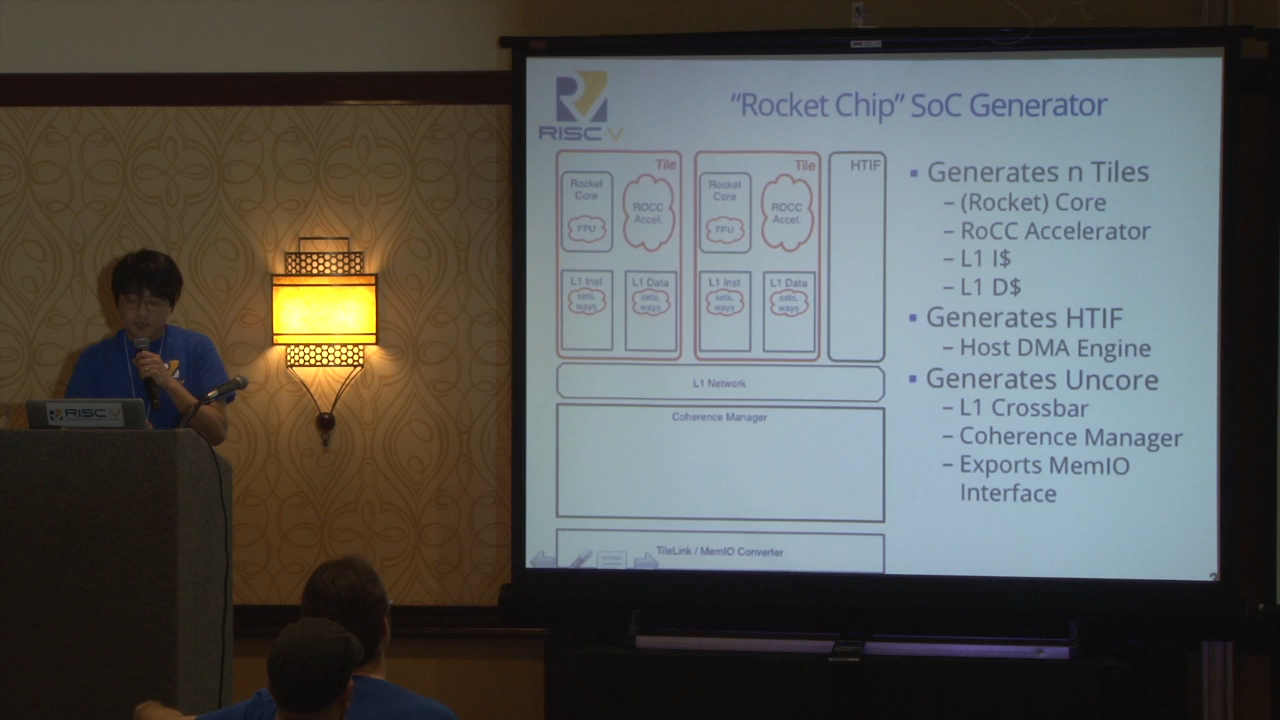 RISC-V
"Rocket Chip" SoC Generator
Tile
Rocket
Core
FPU
ROCC
Accel.
L1 Inst
sets,
ways
L1 Data
sets,
ways
Tile
Rocket
Core
FPU
ROCC
Accel.
L1 Inst
sets,
ways
L1 Data
sets,
ways
HTIF
L1 Network
Coherence Manager
TileLink / MemIO Converter
▪ Generates n Tiles
– (Rocket) Core
– RoCC Accelerator
– L1 I$
– L1 D$
▪ Generates HTIF
– Host DMA Engine
▪ Generates Uncore
– L1 Crossbar
– Coherence Manager
– Exports MemIO
Interface
RISC-V